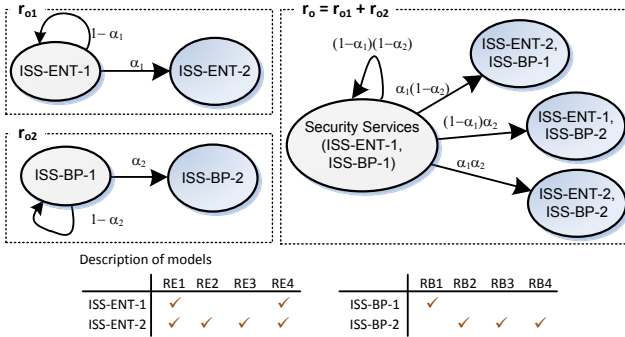 ro1
1- α1
ISS-ENT-1
α1
ISS-ENT-2
ro2
ISS-BP-1
α2
ISS-BP-2
1- α2
ro = ro1 + ro2
(1-α1)(1-α2)
α1(1-α2)
ISS-ENT-2,
ISS-BP-1
Security Services
(ISS-ENT-1,
ISS-BP-1)
(1-α1)α2
ISS-ENT-1,
ISS-BP-2
α1α2
ISS-ENT-2,
ISS-BP-2
Description of models
RE1 RE2 RE3 RE4
ISS-ENT-1 ✓ ✓
ISS-ENT-2 ✓ ✓ ✓ ✓
RB1 RB2 RB3 RB4
ISS-BP-1 ✓
ISS-BP-2 ✓ ✓ ✓